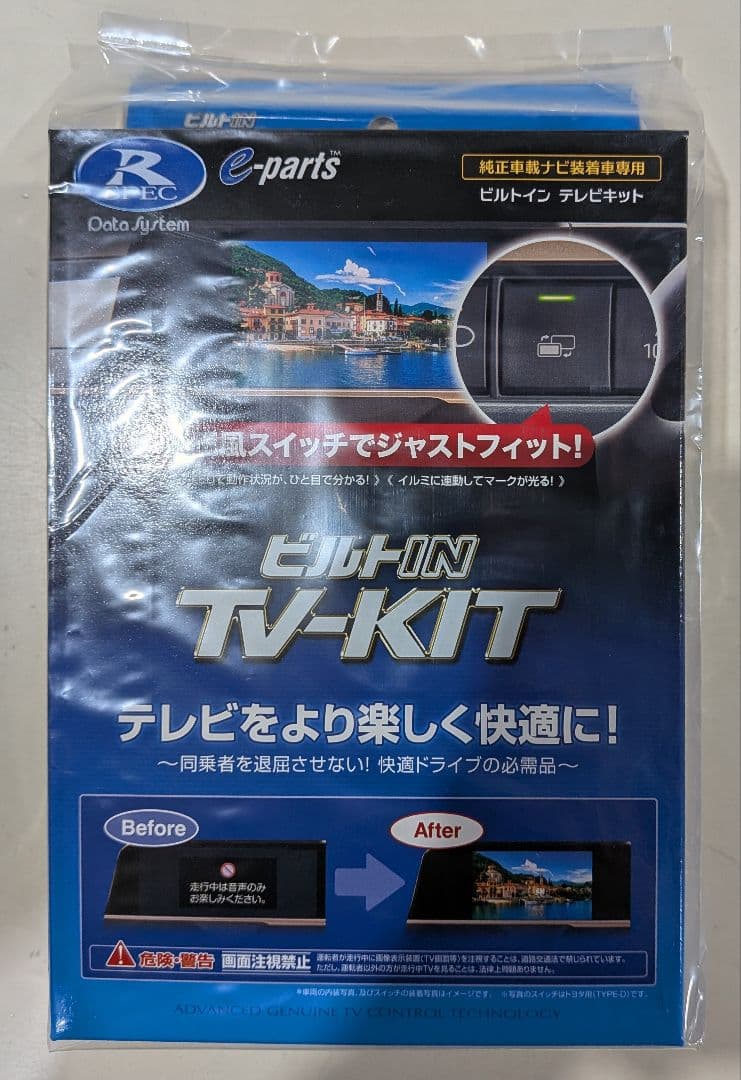 ビルトIN
R
SPEC
Data System
e-parts™
純正車載ナビ装着車専用
ビルトイン テレビキット
10
風スイッチでジャストフィット!
で動作状況が、ひと目で分かる!》《 イルミに連動してマークが光る! 》
ビルトIN
TV-KIT
テレビをより楽しく快適に!
〜同乗者を退屈させない! 快適ドライブの必需品〜
Before
After
走行中は音声のみ
お楽しみください。
危険・警告 画面注視禁止
運転者が走行中に画像表示装置(TV画面等)を注視することは、道路交通法で禁じられています。
ただし、運転者以外の方が走行中TVを見ることは、法律上問題ありません。
※車両の内装写真、及びスイッチの装着写真はイメージです。 ※写真のスイッチはトヨタ用(TYPE-D)です。
ADVANCED GENUINE TV CONTROL TECHNOLOGY